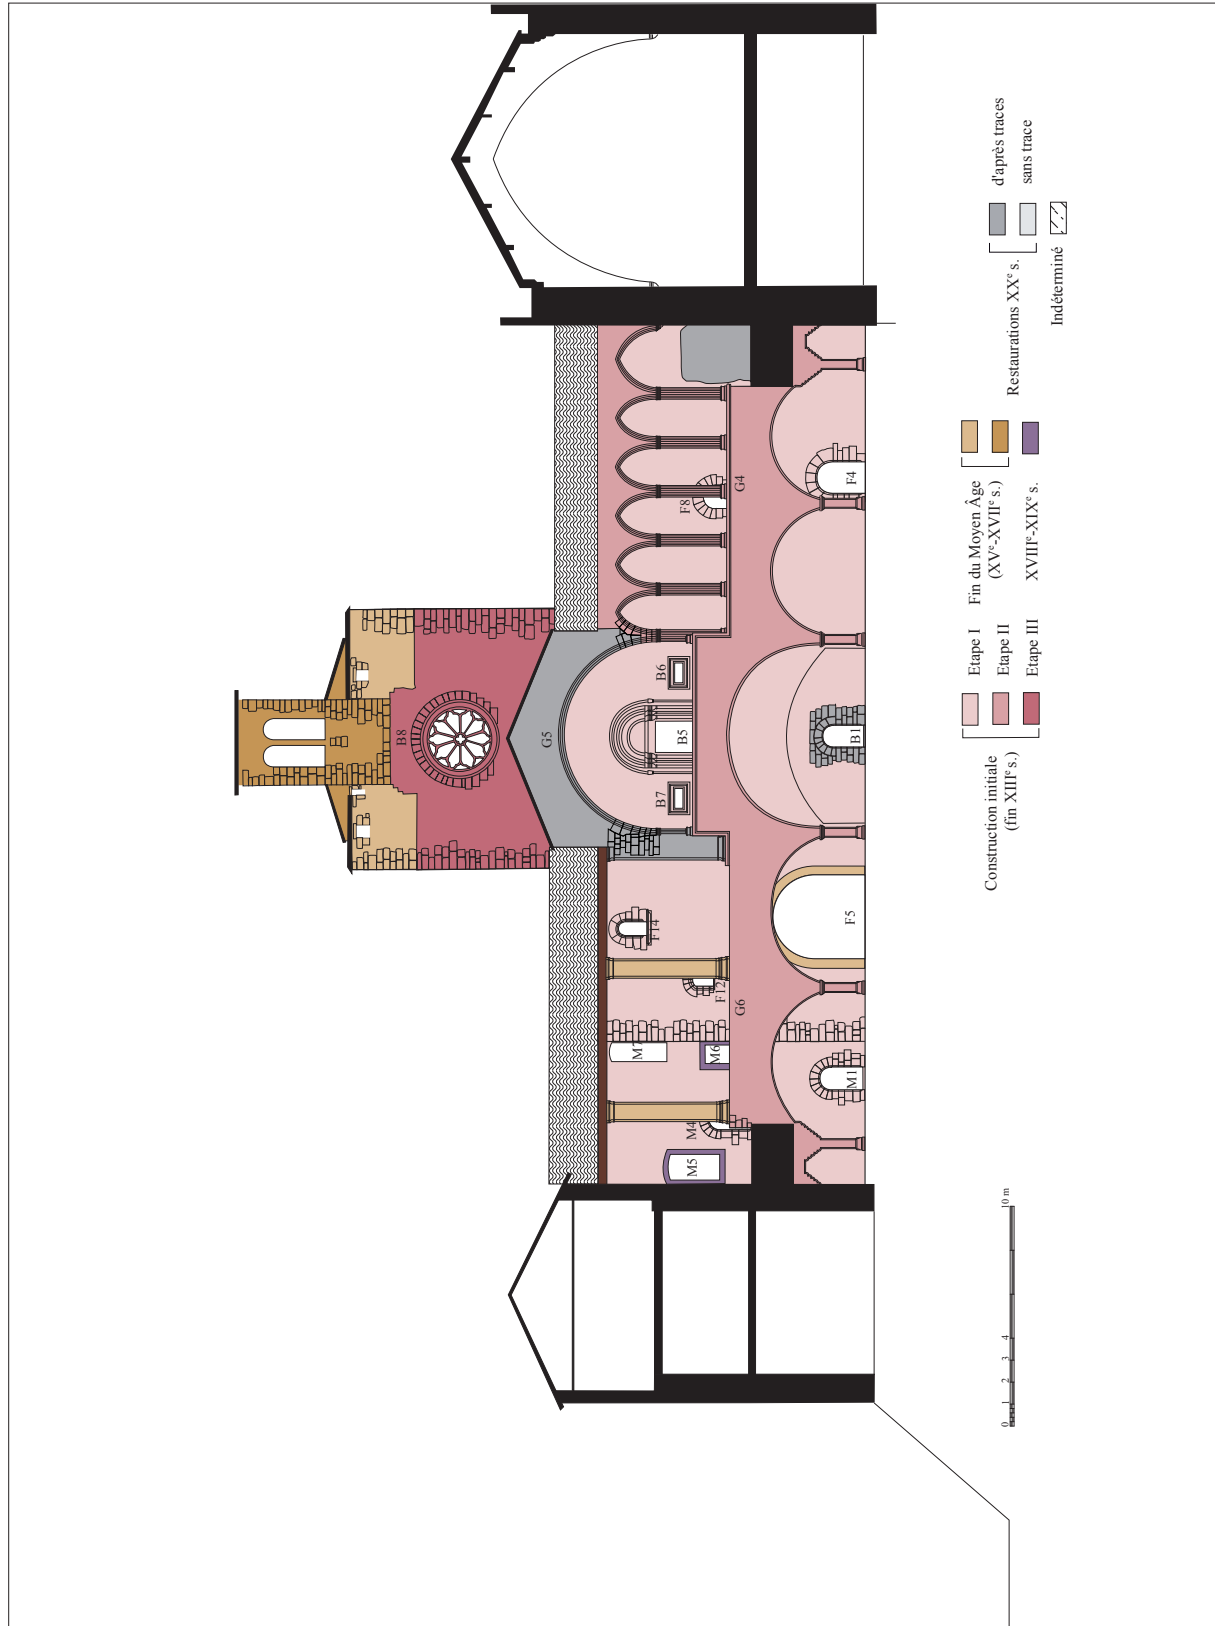 B8
G5
B7
B5
B6
F14
F12
M7
M6
M4
M5
F8
G6
G4
M1
F5
B1
F4
Construction initiale
(fin XIIIe s.)
Etape I
Etape II
Etape III
Fin du Moyen Âge
(XVe-XVIIe s.)
XVIIIe-XIXe s.
Restaurations XXe s.
d'après traces
sans trace
Indéterminé
0 1 2 3 4 10 m